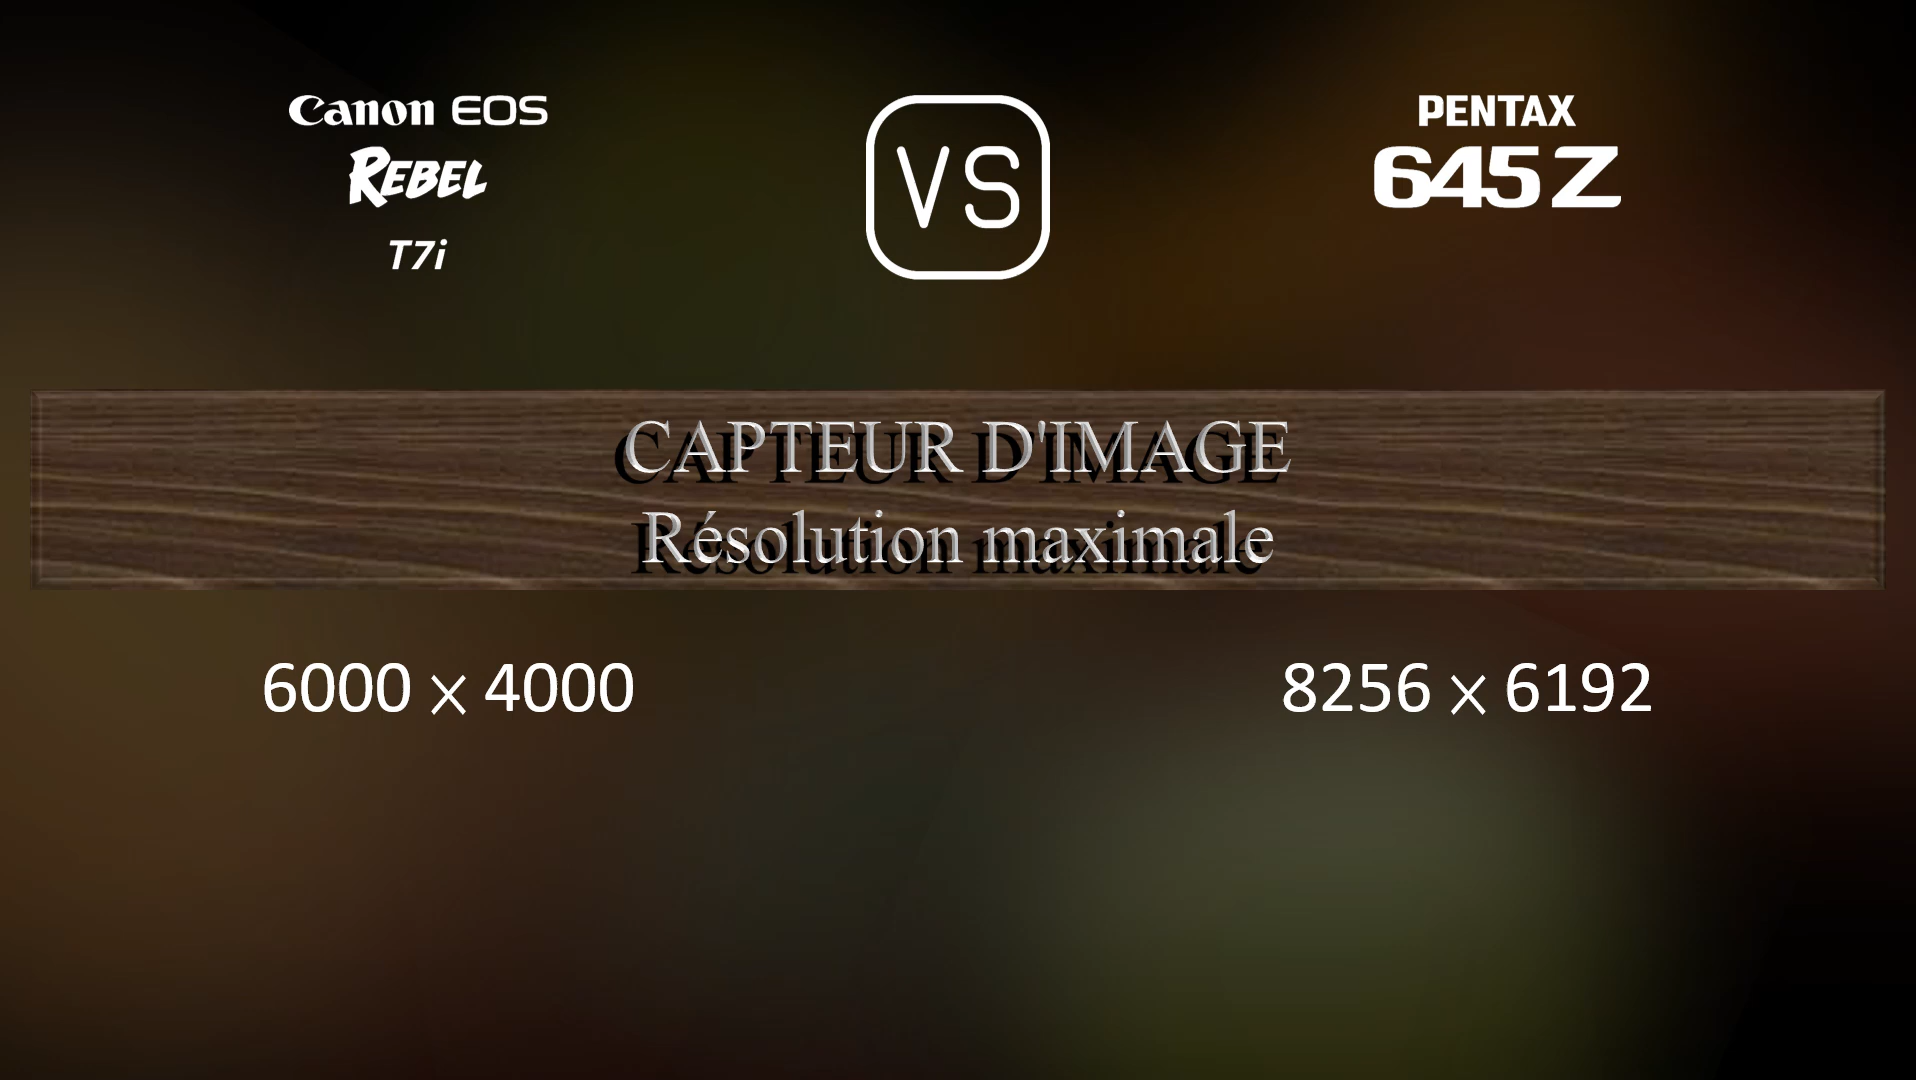 Canon EOS
REBEL
T7i
VS
PENTAX
645Z
CAPTEUR D'IMAGE
Résolution maximale
6000 x 4000
8256 x 6192